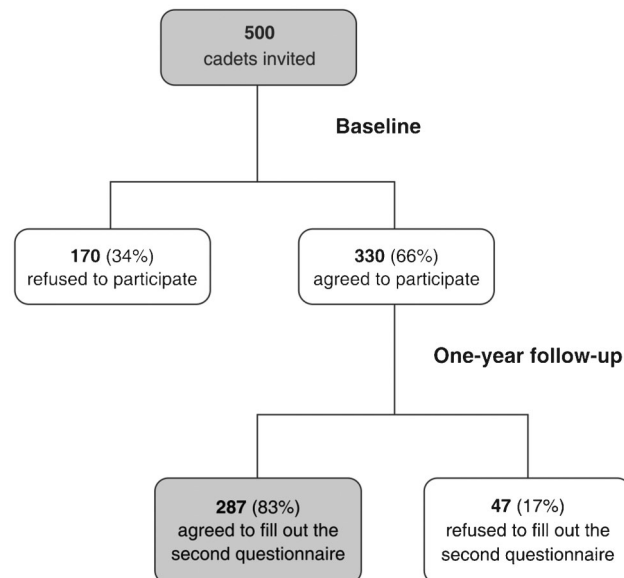 500
cadets invited
Baseline
170 (34%)
refused to participate
330 (66%)
agreed to participate
One-year follow-up
287 (83%)
agreed to fill out the
second questionnaire
47 (17%)
refused to fill out the
second questionnaire